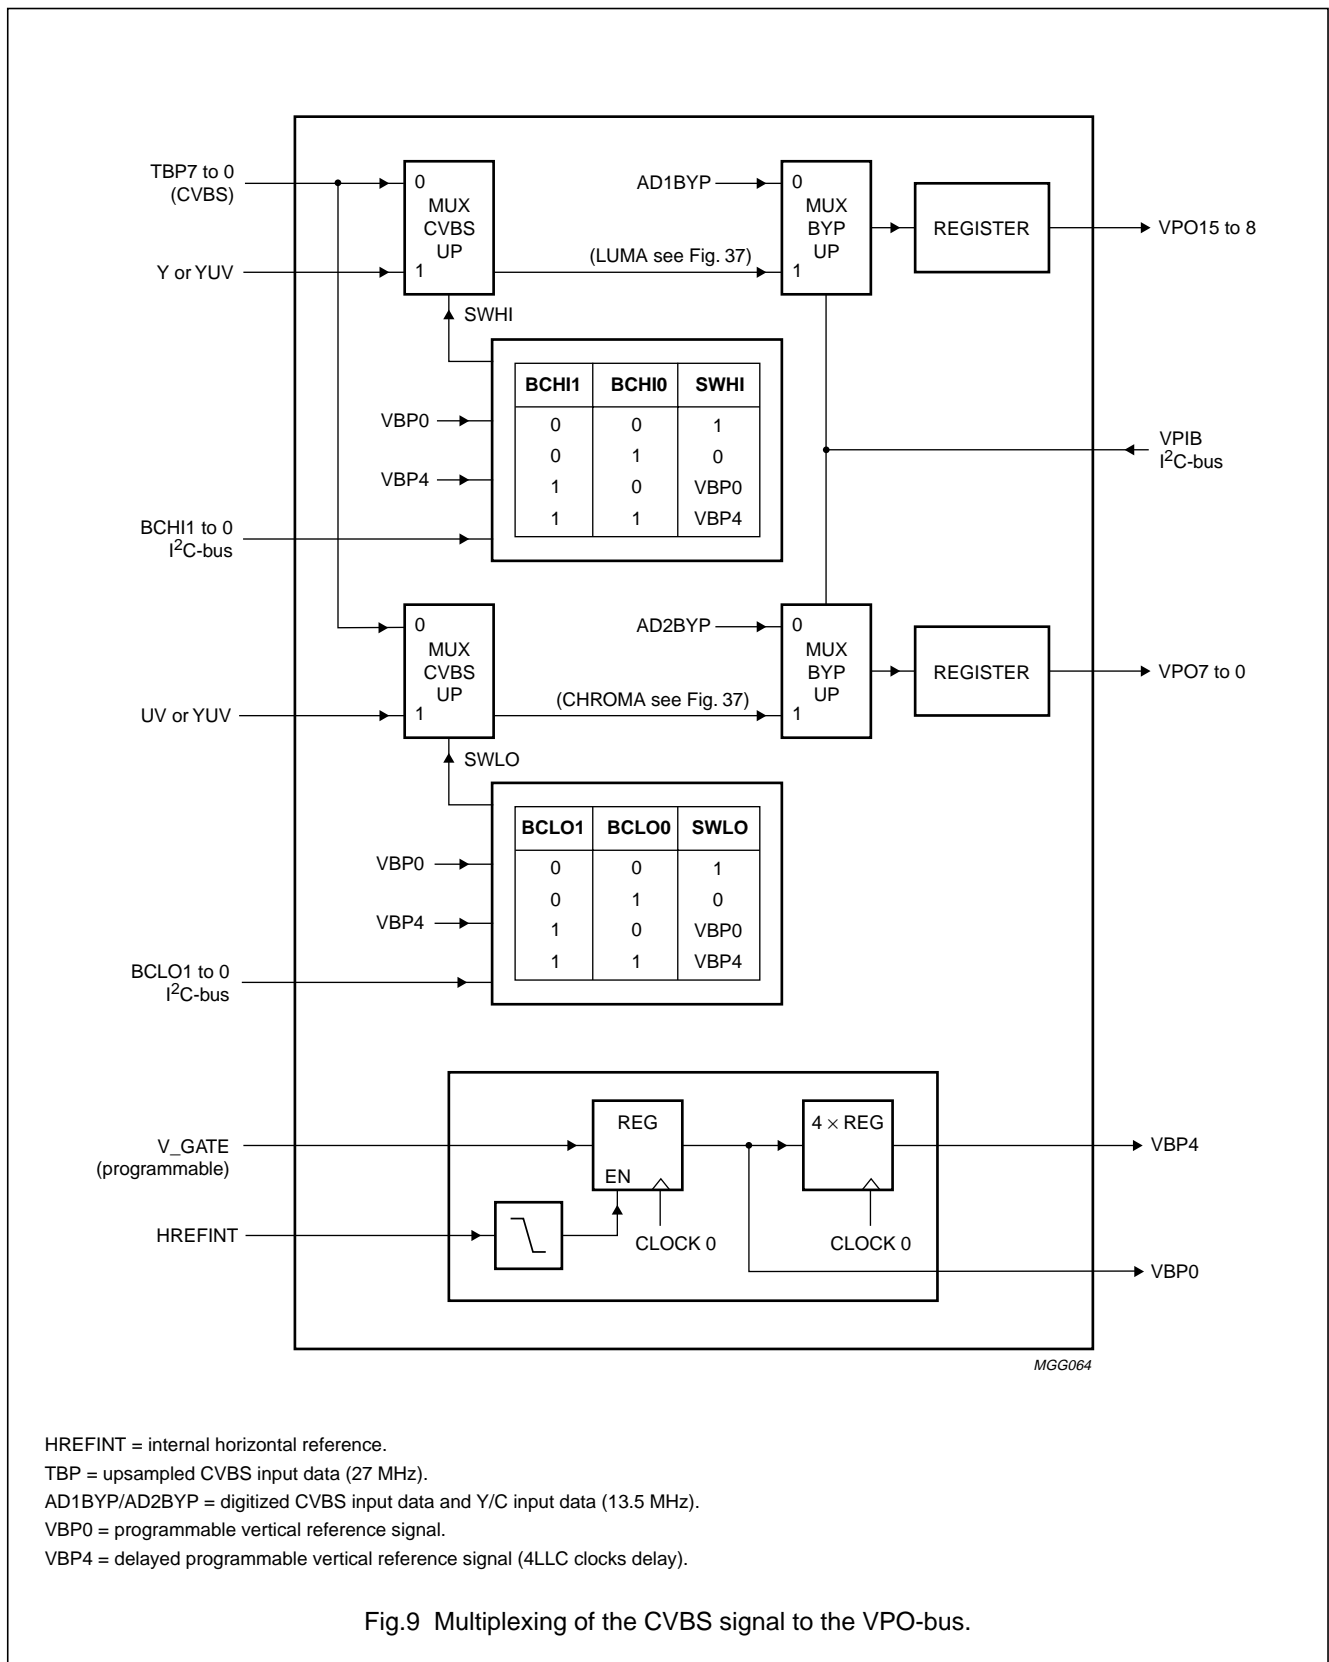 TBP7 to 0
(CVBS)
0
MUX
CVBS
UP
1
Y or YUV
AD1BYP
0
MUX
BYP
UP
1
(LUMA see Fig. 37)
REGISTER
VPO15 to 8
SWHI
BCHI1 BCHI0 SWHI
0 0 1
0 1 0
1 0 VBP0
1 1 VBP4
VBP0
VBP4
BCHI1 to 0
I2C-bus
VPIB
I2C-bus
0
MUX
CVBS
UP
1
UV or YUV
AD2BYP
0
MUX
BYP
UP
1
(CHROMA see Fig. 37)
REGISTER
VPO7 to 0
SWLO
BCLO1 BCLO0 SWLO
0 0 1
0 1 0
1 0 VBP0
1 1 VBP4
VBP0
VBP4
BCLO1 to 0
I2C-bus
V_GATE
(programmable)
REG
EN
4 × REG
VBP4
HREFINT
CLOCK 0
CLOCK 0
VBP0
MGG064
HREFINT = internal horizontal reference.
TBP = upsampled CVBS input data (27 MHz).
AD1BYP/AD2BYP = digitized CVBS input data and Y/C input data (13.5 MHz).
VBP0 = programmable vertical reference signal.
VBP4 = delayed programmable vertical reference signal (4LLC clocks delay).
Fig.9 Multiplexing of the CVBS signal to the VPO-bus.